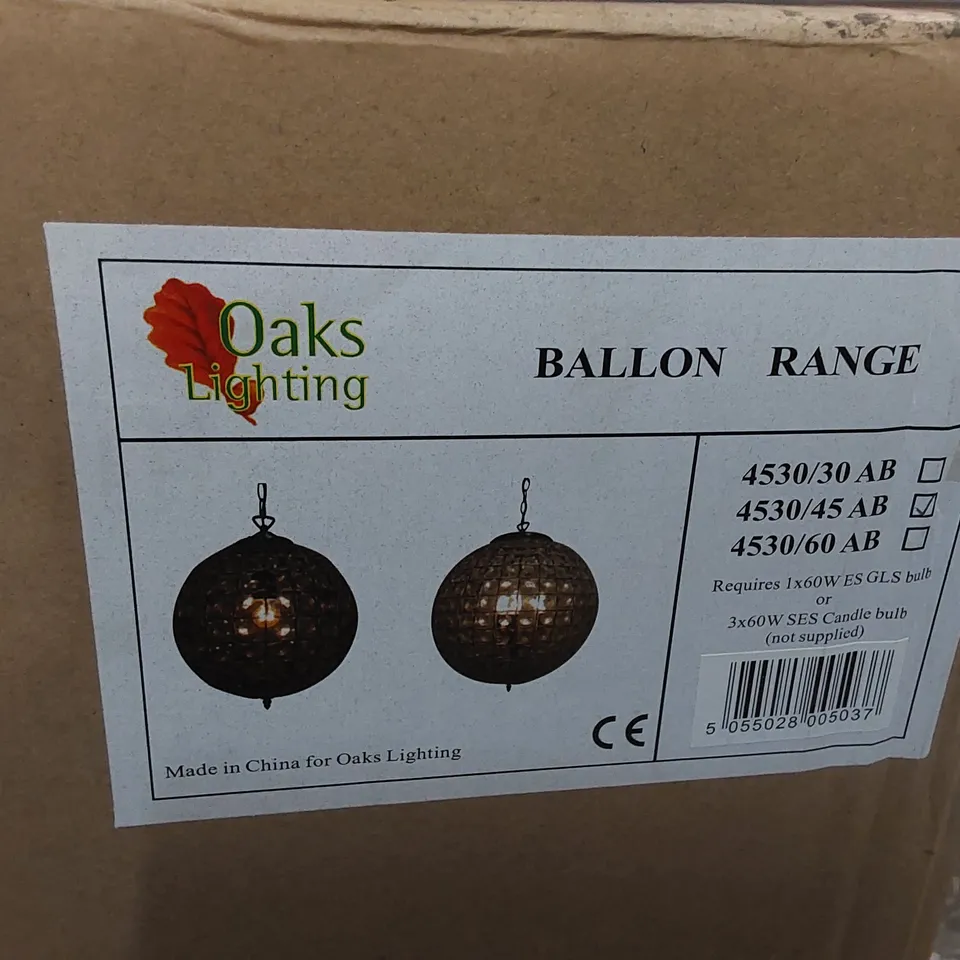 Oaks
Lighting
BALLON RANGE
4530/30 AB
4530/45 AB
4530/60 AB
Requires 1x60W ES GLS bulb
or
3x60W SES Candle bulb
(not supplied)
5 055028 005037
CE
Made in China for Oaks Lighting